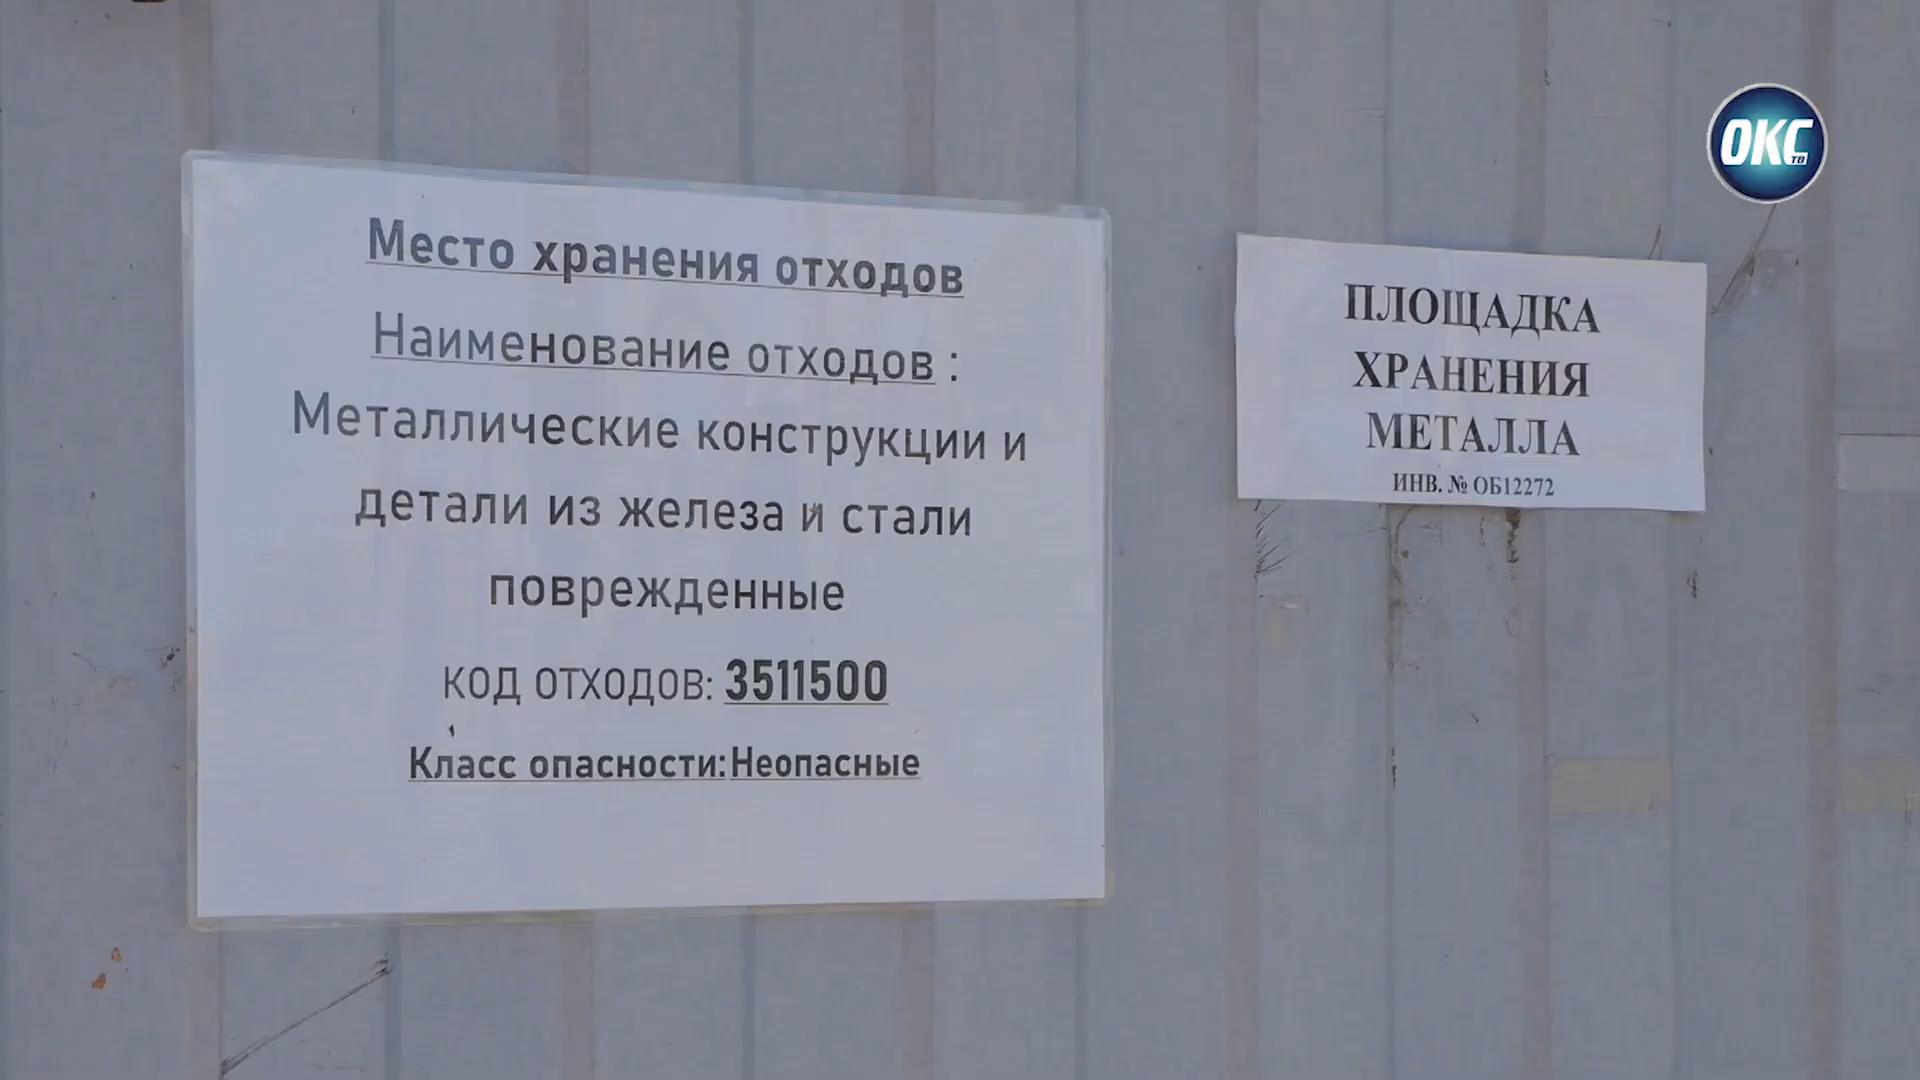 Место хранения отходов
Наименование отходов :
Металлические конструкции и
детали из железа и стали
поврежденные
код отходов: 3511500
Класс опасности:Неопасные
ПЛОЩАДКА
ХРАНЕНИЯ
МЕТАЛЛА
ИНВ. № ОБ12272
ОКС
ТВ